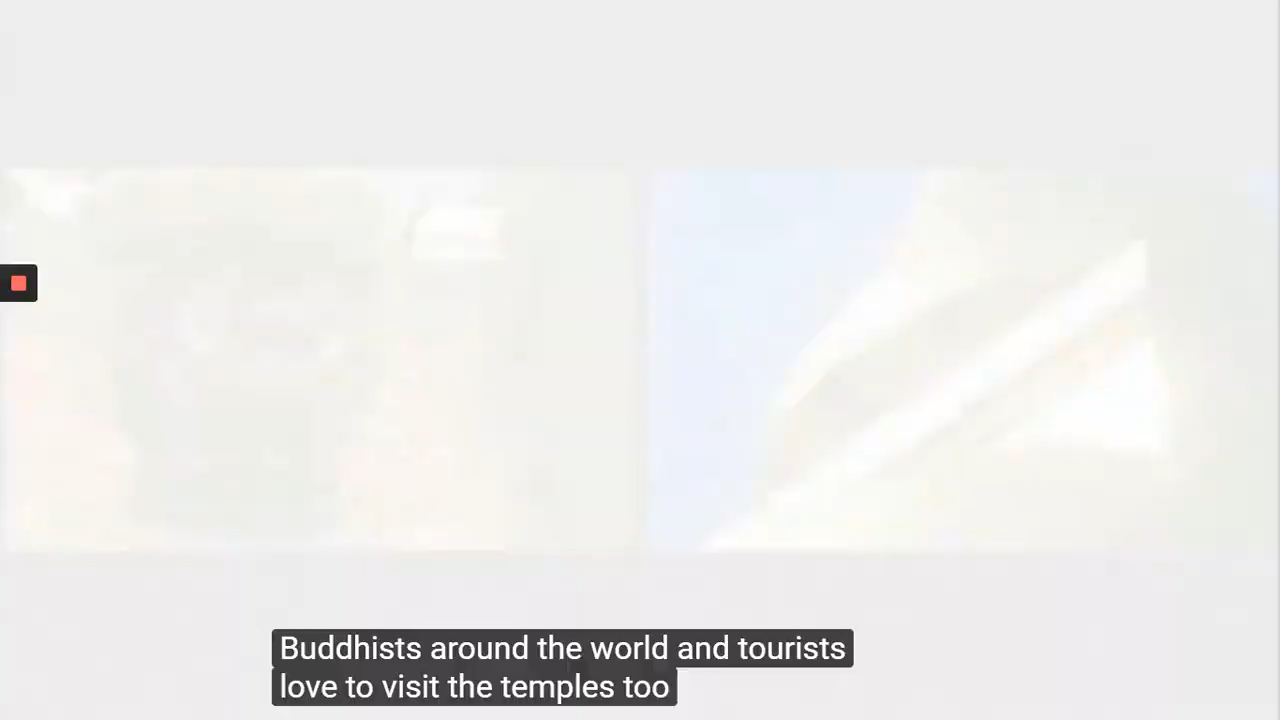 Buddhists around the world and tourists
love to visit the temples too